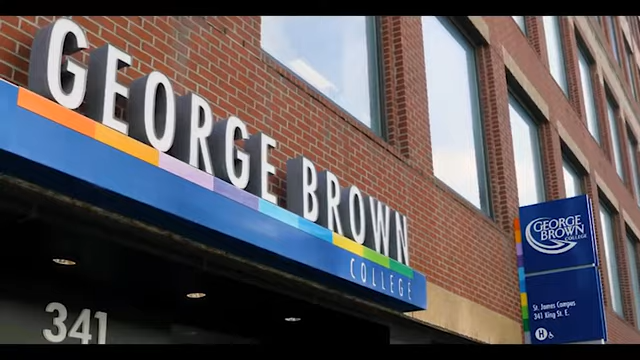 GEORGE BROWN
COLLEGE
341
GEORGE
BROWN
COLLEGE
St. James Campus
341 King St. E.
H